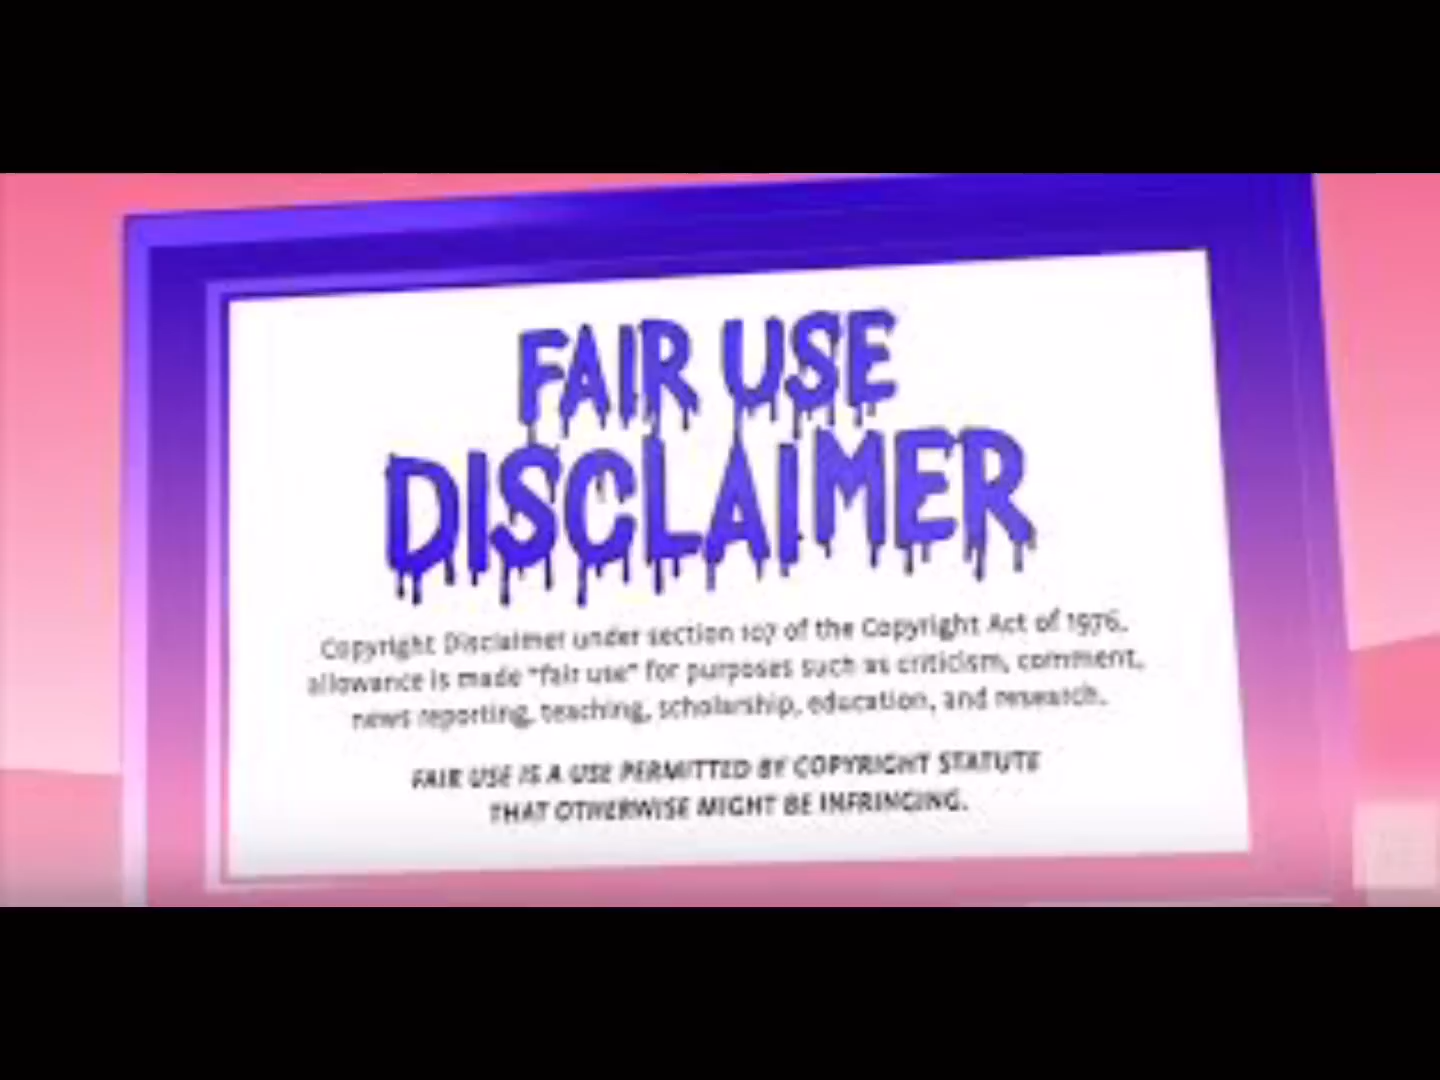 FAIR USE
DISCLAIMER
Copyright Disclaimer under section 107 of the Copyright Act of 1976,
allowance is made "fair use" for purposes such as criticism, comment,
news reporting, teaching, scholarship, education, and research.
FAIR USE IS A USE PERMITTED BY COPYRIGHT STATUTE
THAT OTHERWISE MIGHT BE INFRINGING.